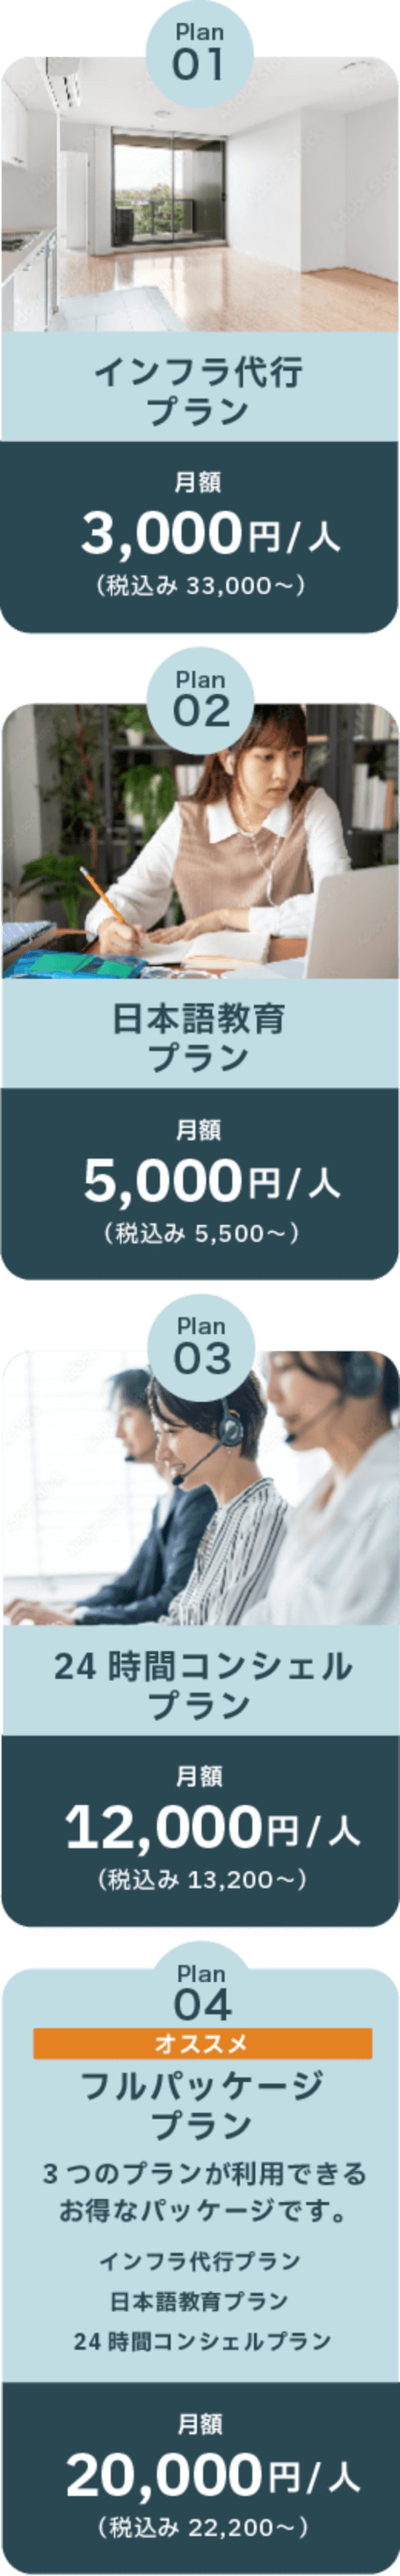 Plan
01
インフラ代行
プラン
月額
3,000円/人
（税込み 33,000〜）
Plan
02
日本語教育
プラン
月額
5,000円/人
（税込み 5,500〜）
Plan
03
24 時間コンシェル
プラン
月額
12,000円/人
（税込み 13,200〜）
Plan
04
オススメ
フルパッケージ
プラン
3 つのプランが利用できる
お得なパッケージです。
インフラ代行プラン
日本語教育プラン
24 時間コンシェルプラン
月額
20,000円/人
（税込み 22,200〜）